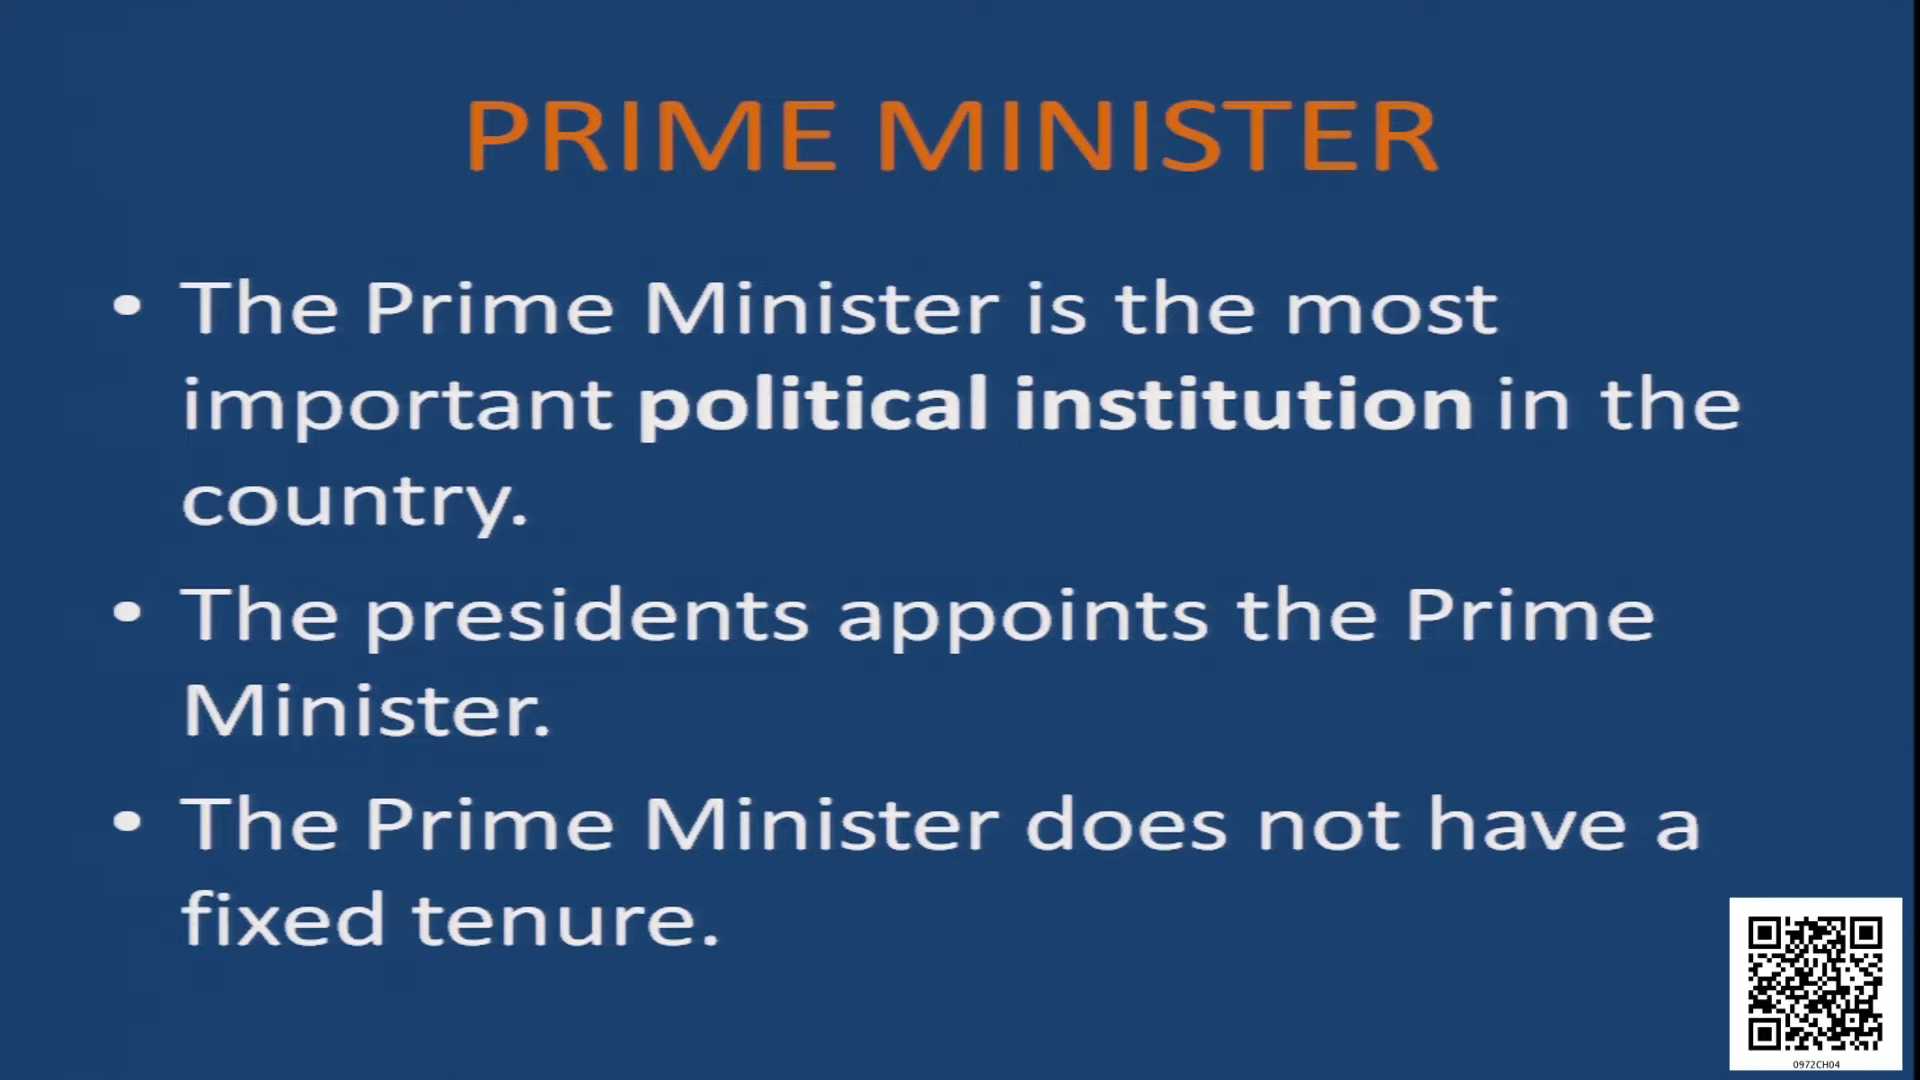 PRIME MINISTER
• The Prime Minister is the most
important political institution in the
country.
• The presidents appoints the Prime
Minister.
• The Prime Minister does not have a
fixed tenure.
0972CH04